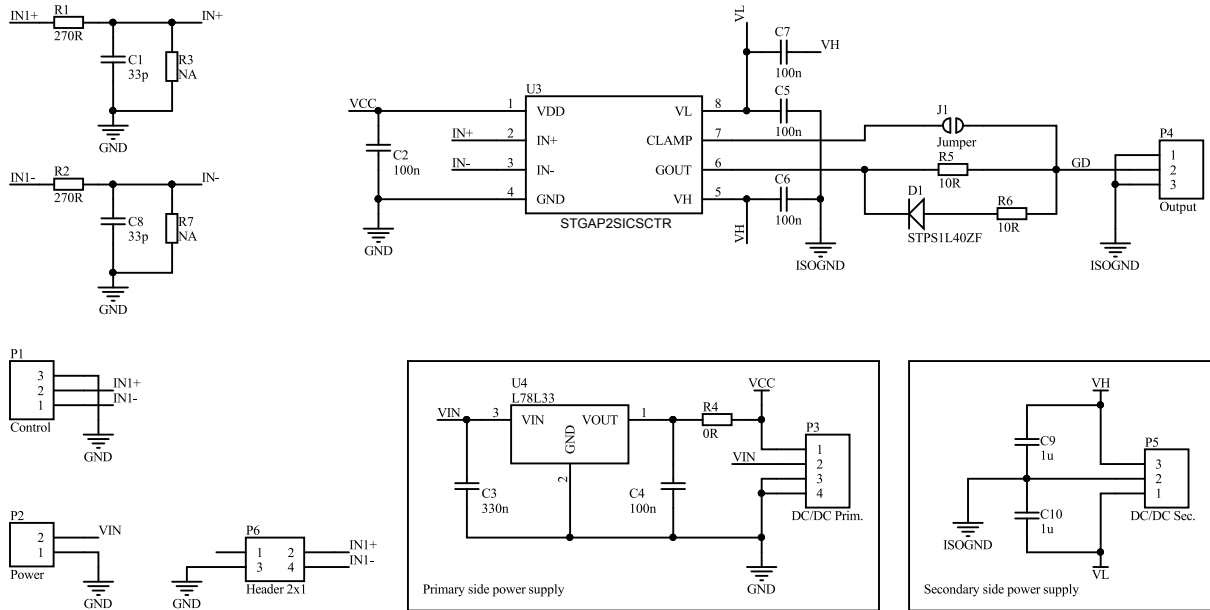 IN1+
R1
270R
IN+
C1
33p
R3
NA
GND
IN1-
R2
270R
IN-
C8
33p
R7
NA
GND
VCC
C2
100n
GND
IN+
IN-
U3
1 VDD VL 8
2 IN+ CLAMP 7
3 IN- GOUT 6
4 GND VH 5
STGAP2SICSCTR
VL
C7
100n
VH
C5
100n
C6
100n
VH
ISOGND
J1
Jumper
R5
10R
D1
STPS1L40ZF
R6
10R
GD
P4
1
2
3
Output
ISOGND
P1
3
2
1
IN1+
IN1-
Control
GND
P2
2
1
VIN
Power
GND
P6
1 2
3 4
IN1+
IN1-
Header 2x1
GND
U4
L78L33
VIN
3 VIN VOUT 1
GND
2
C3
330n
C4
100n
R4
0R
VCC
VIN
P3
1
2
3
4
DC/DC Prim.
GND
Primary side power supply
VH
C9
1u
C10
1u
ISOGND
P5
3
2
1
DC/DC Sec.
VL
Secondary side power supply